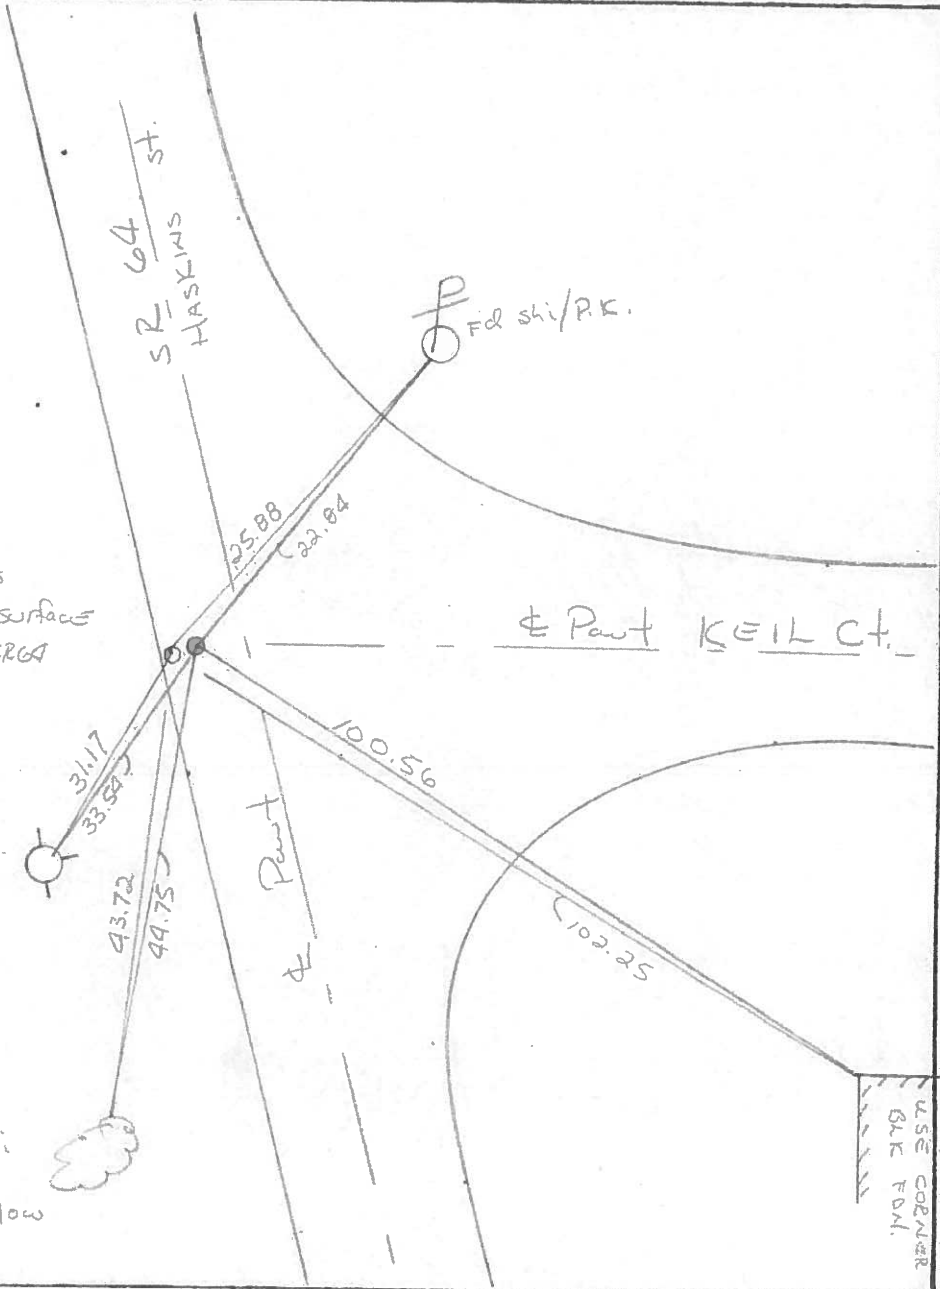 SR 64 St.
HASKINS
P
Fd shi/P.K.
25.88
22.84
surface
SR64
₵ Pavt KEIL Ct.
31.17
33.54
100.56
Pavt
₵
43.72
44.75
102.25
low
USE CORNER
BLK FDN.